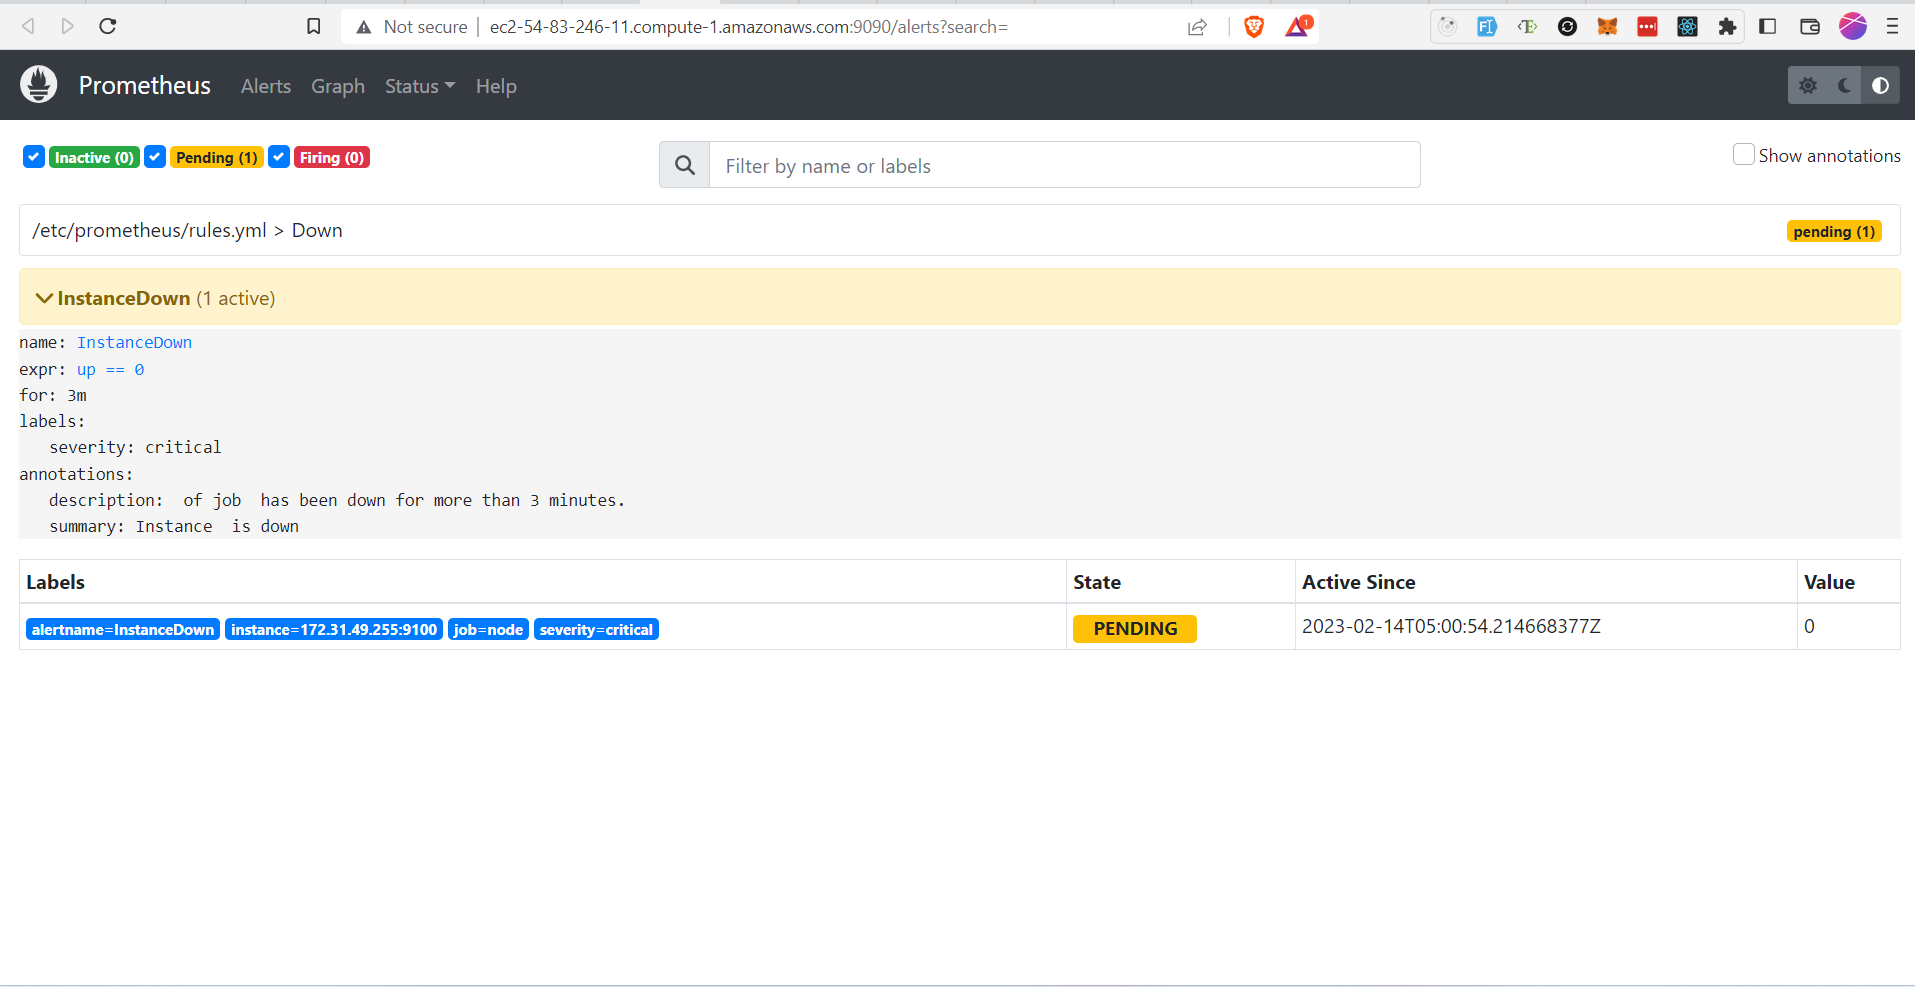 Not secure | ec2-54-83-246-11.compute-1.amazonaws.com:9090/alerts?search=
1
Prometheus Alerts Graph Status Help
Inactive (0) Pending (1) Firing (0)
Filter by name or labels
Show annotations
/etc/prometheus/rules.yml > Down
pending (1)
InstanceDown (1 active)
name: InstanceDown
expr: up == 0
for: 3m
labels:
severity: critical
annotations:
description:  of job  has been down for more than 3 minutes.
summary: Instance  is down
Labels State Active Since Value
alertname=InstanceDown instance=172.31.49.255:9100 job=node severity=critical PENDING 2023-02-14T05:00:54.214668377Z 0